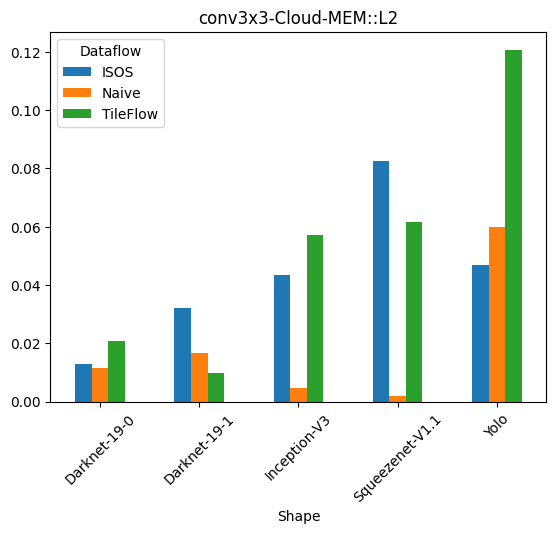 conv3x3-Cloud-MEM::L2
Dataflow
ISOS
Naive
TileFlow
0.12
0.10
0.08
0.06
0.04
0.02
0.00
Darknet-19-0
Darknet-19-1
Inception-V3
Squeezenet-V1.1
Yolo
Shape